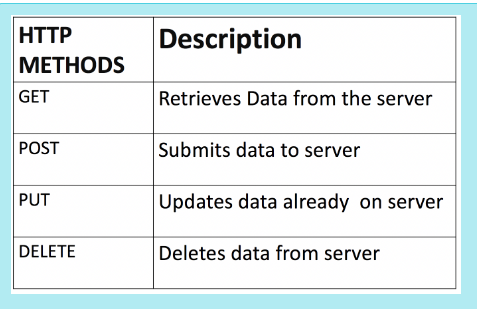 HTTP METHODS Description
GET Retrieves Data from the server
POST Submits data to server
PUT Updates data already on server
DELETE Deletes data from server